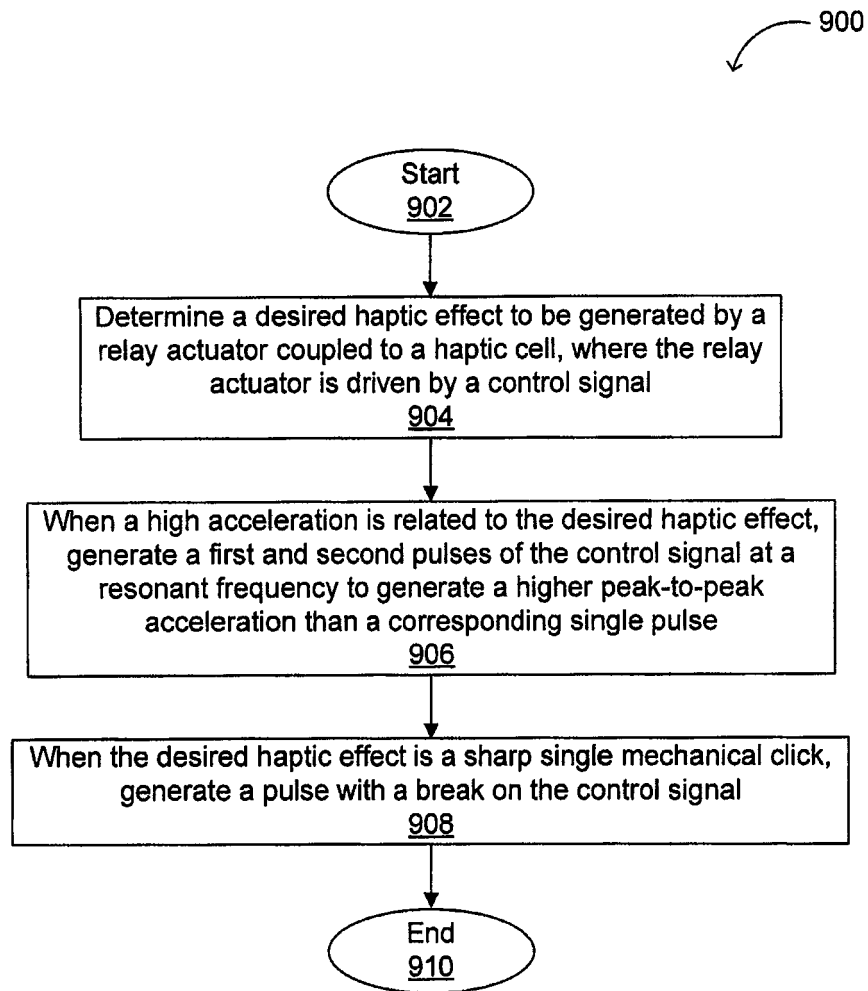 900
Start
902
Determine a desired haptic effect to be generated by a
relay actuator coupled to a haptic cell, where the relay
actuator is driven by a control signal
904
When a high acceleration is related to the desired haptic effect,
generate a first and second pulses of the control signal at a
resonant frequency to generate a higher peak-to-peak
acceleration than a corresponding single pulse
906
When the desired haptic effect is a sharp single mechanical click,
generate a pulse with a break on the control signal
908
End
910